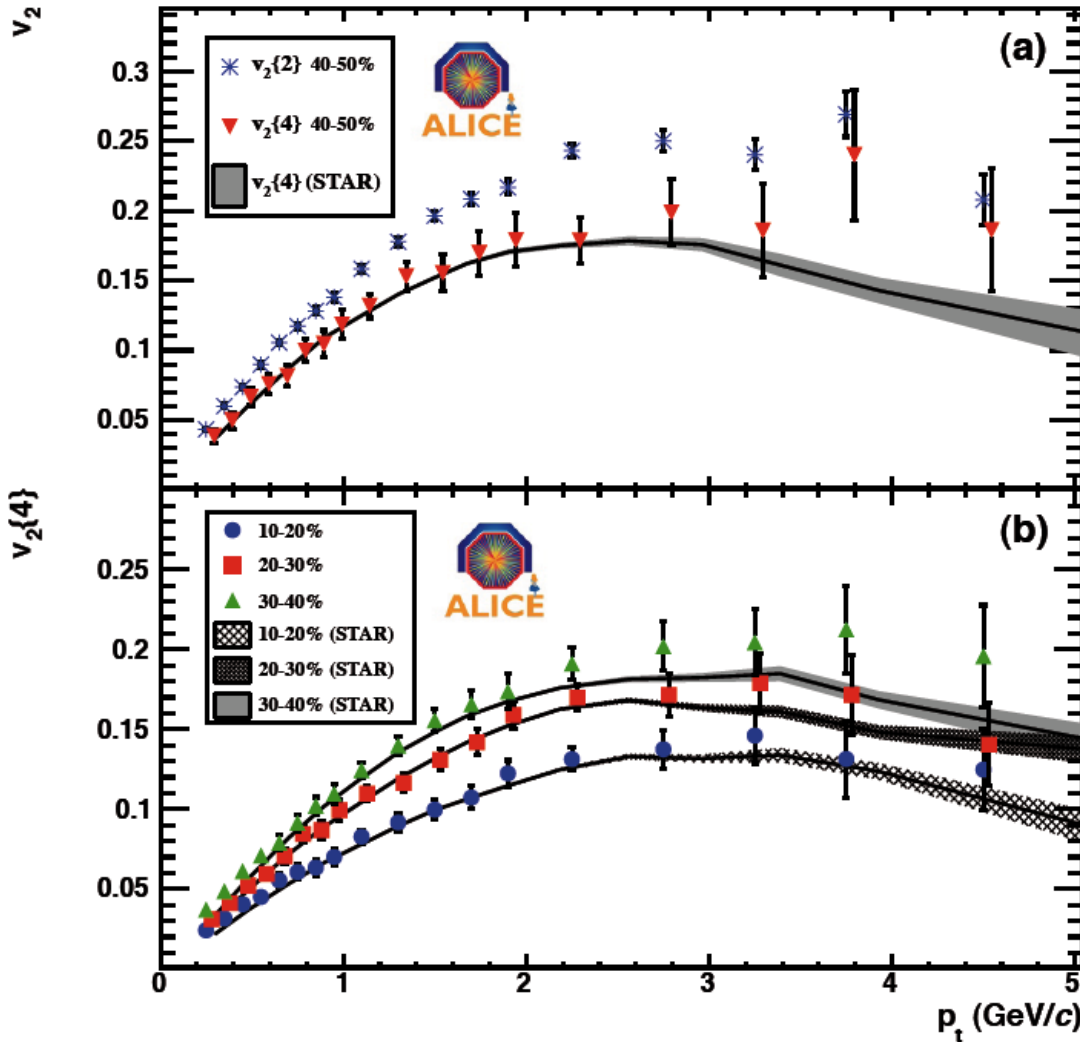 v₂
(a)
v₂{2} 40-50%
v₂{4} 40-50%
v₂{4} (STAR)
ALICE
0.3
0.25
0.2
0.15
0.1
0.05
v₂{4}
(b)
10-20%
20-30%
30-40%
10-20% (STAR)
20-30% (STAR)
30-40% (STAR)
ALICE
0.25
0.2
0.15
0.1
0.05
0
0 1 2 3 4 5
pₜ (GeV/c)